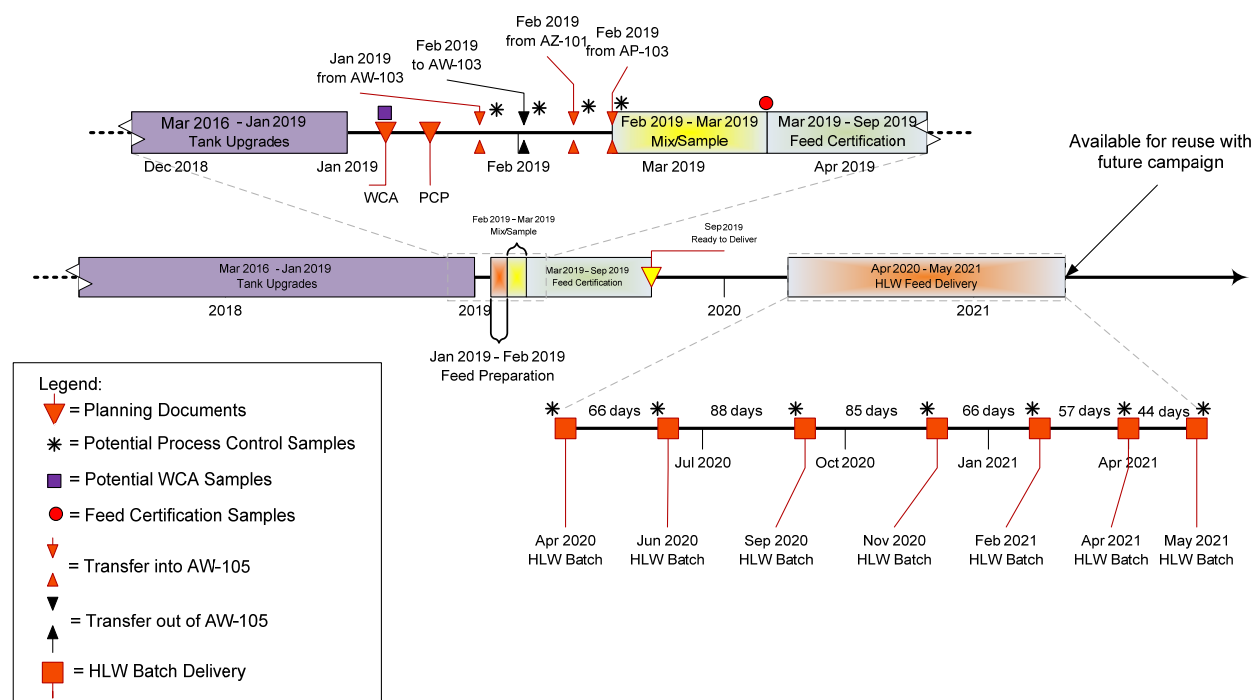 Jan 2019
from AW-103
Feb 2019
to AW-103
Feb 2019
from AZ-101
Feb 2019
from AP-103
Mar 2016 - Jan 2019
Tank Upgrades
Feb 2019 - Mar 2019
Mix/Sample
Mar 2019 - Sep 2019
Feed Certification
Dec 2018
Jan 2019
Feb 2019
Mar 2019
Apr 2019
WCA
PCP
Available for reuse with
future campaign
Feb 2019 - Mar 2019
Mix/Sample
Sep 2019
Ready to Deliver
Mar 2016 - Jan 2019
Tank Upgrades
Mar 2019 - Sep 2019
Feed Certification
Apr 2020 - May 2021
HLW Feed Delivery
2018
2019
2020
2021
Jan 2019 - Feb 2019
Feed Preparation
Legend:
= Planning Documents
= Potential Process Control Samples
= Potential WCA Samples
= Feed Certification Samples
= Transfer into AW-105
= Transfer out of AW-105
= HLW Batch Delivery
66 days
88 days
85 days
66 days
57 days
44 days
Jul 2020
Oct 2020
Jan 2021
Apr 2021
Apr 2020
HLW Batch
Jun 2020
HLW Batch
Sep 2020
HLW Batch
Nov 2020
HLW Batch
Feb 2021
HLW Batch
Apr 2021
HLW Batch
May 2021
HLW Batch